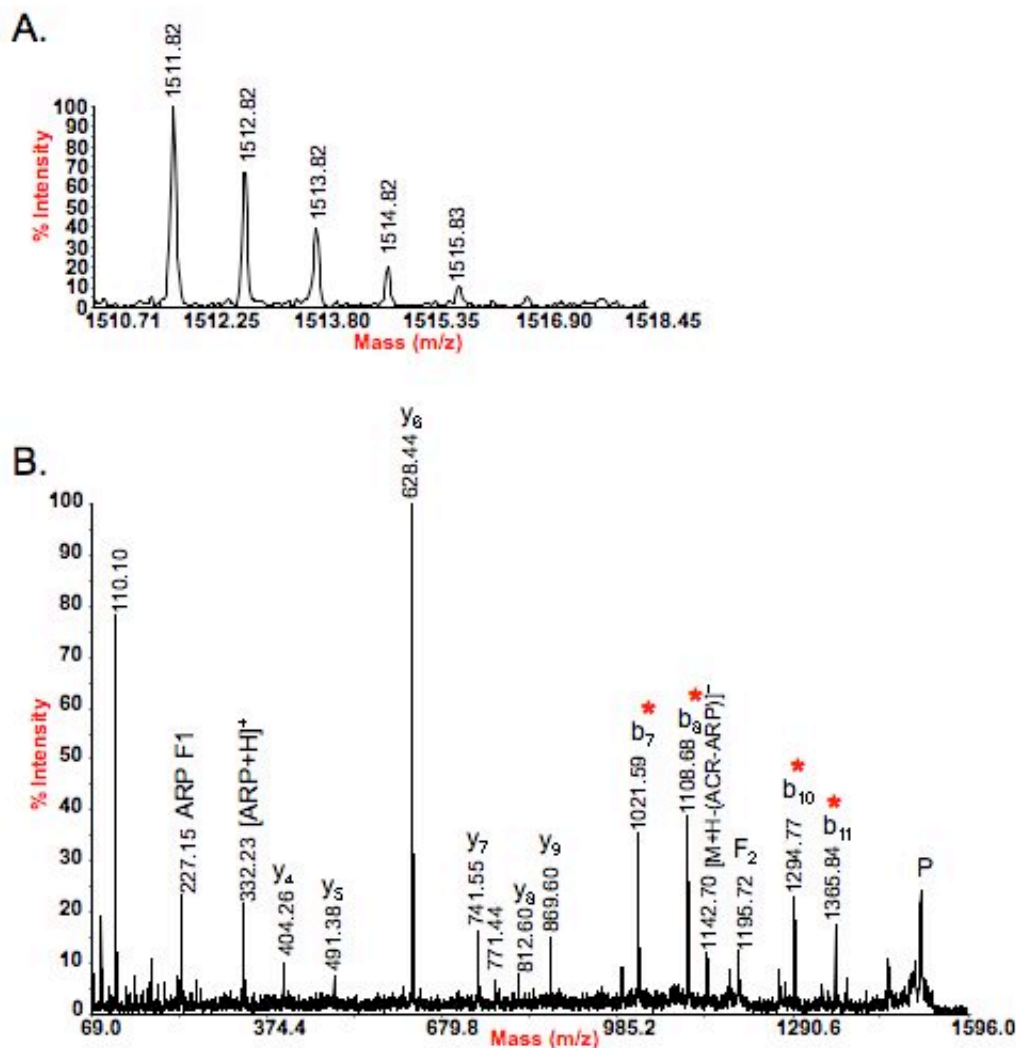 A.
% Intensity
100
90
80
70
60
50
40
30
20
10
0
1511.82
1512.82
1513.82
1514.82
1515.83
1510.71 1512.25 1513.80 1515.35 1516.90 1518.45
Mass (m/z)
B.
% Intensity
100
90
80
70
60
50
40
30
20
10
0
110.10
227.15 ARP F1
332.23 [ARP+H]+
404.26 y4
491.38 y5
628.44 y6
741.55 y7
771.44
812.60 y8
869.60 y9
1021.59 b7 *
1108.68 b8 *
1142.70 [M+H-(ACR-ARP)]+
1195.72 F2
1294.77 b10 *
1365.84 b11 *
P
69.0 374.4 679.8 985.2 1290.6 1596.0
Mass (m/z)